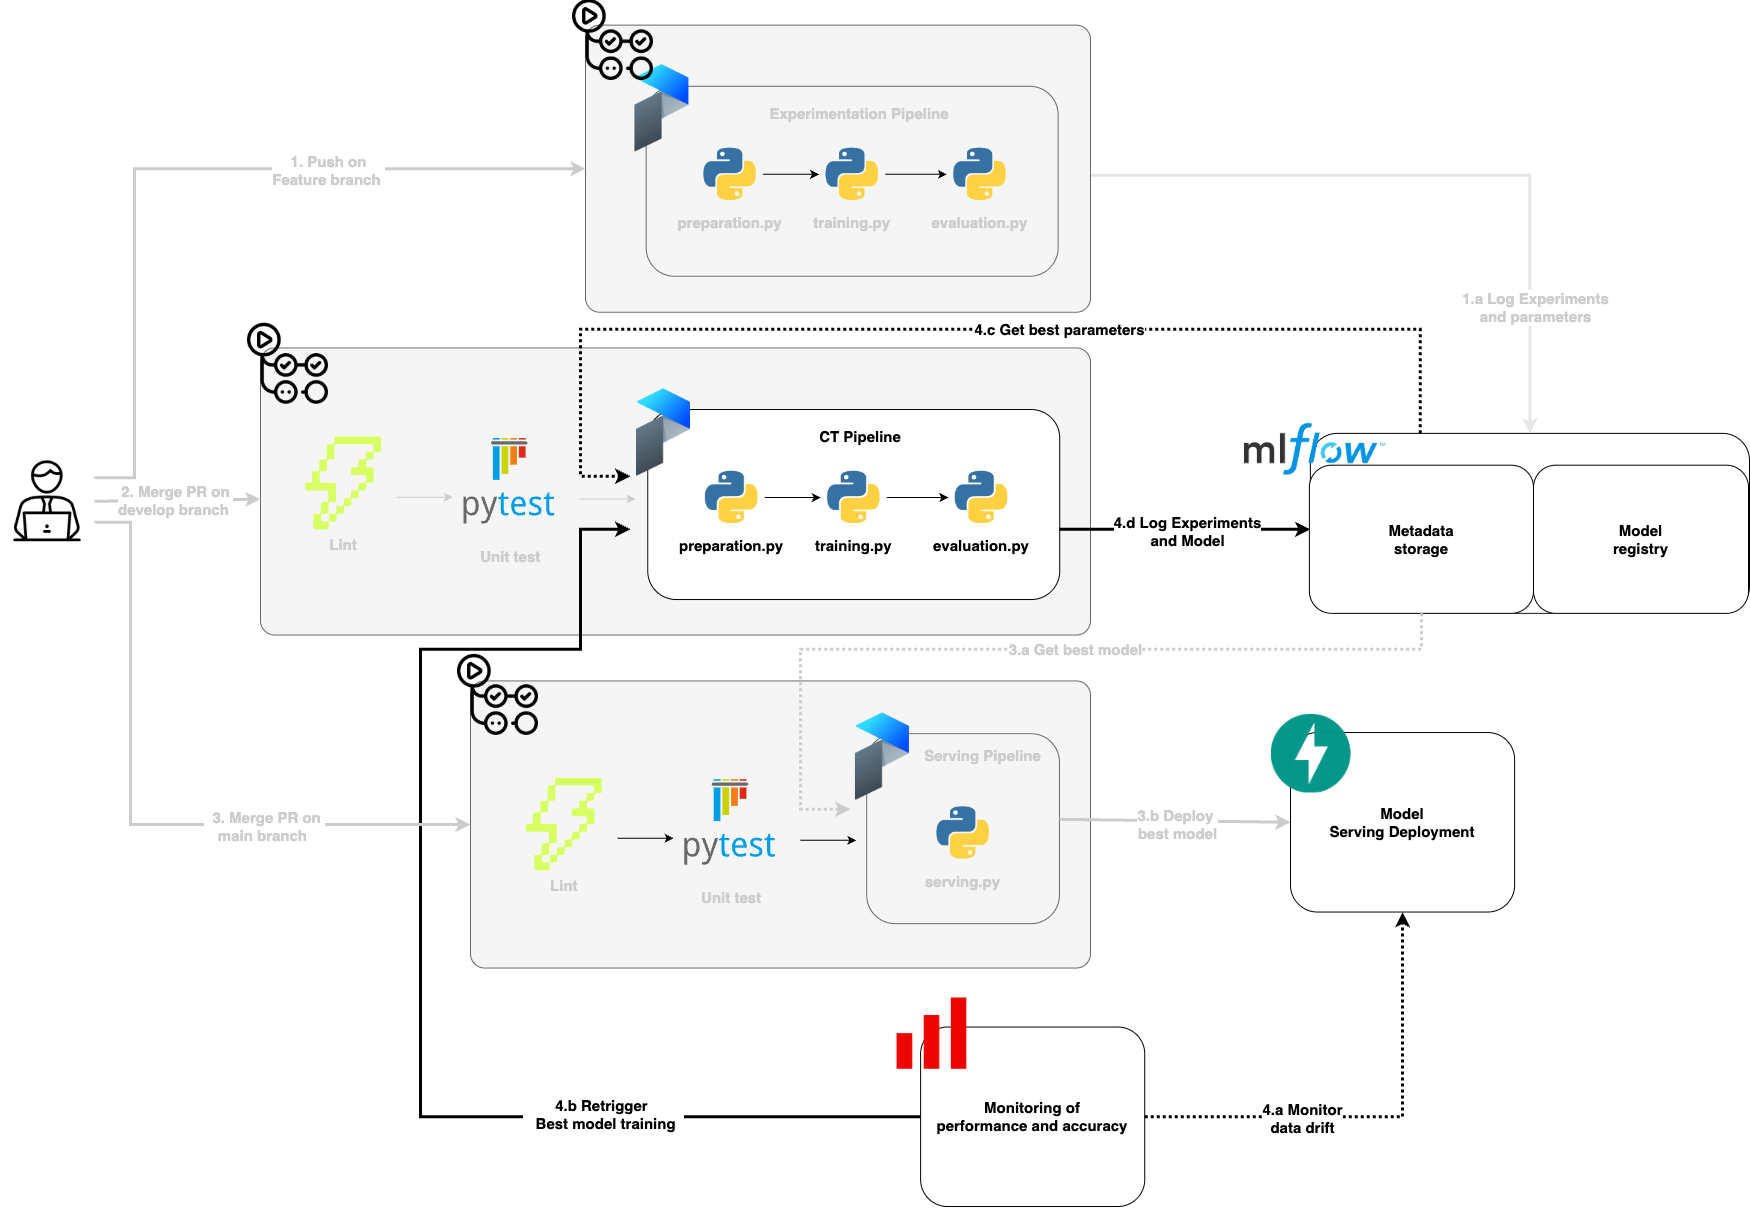 Experimentation Pipeline
1. Push on
Feature branch
preparation.py
training.py
evaluation.py
1.a Log Experiments
and parameters
4.c Get best parameters
mlflow™
CT Pipeline
2. Merge PR on
develop branch
pytest
Lint
Unit test
preparation.py
training.py
evaluation.py
4.d Log Experiments
and Model
Metadata
storage
Model
registry
3.a Get best model
Serving Pipeline
3. Merge PR on
main branch
pytest
Lint
Unit test
serving.py
3.b Deploy
best model
Model
Serving Deployment
4.b Retrigger
Best model training
Monitoring of
performance and accuracy
4.a Monitor
data drift